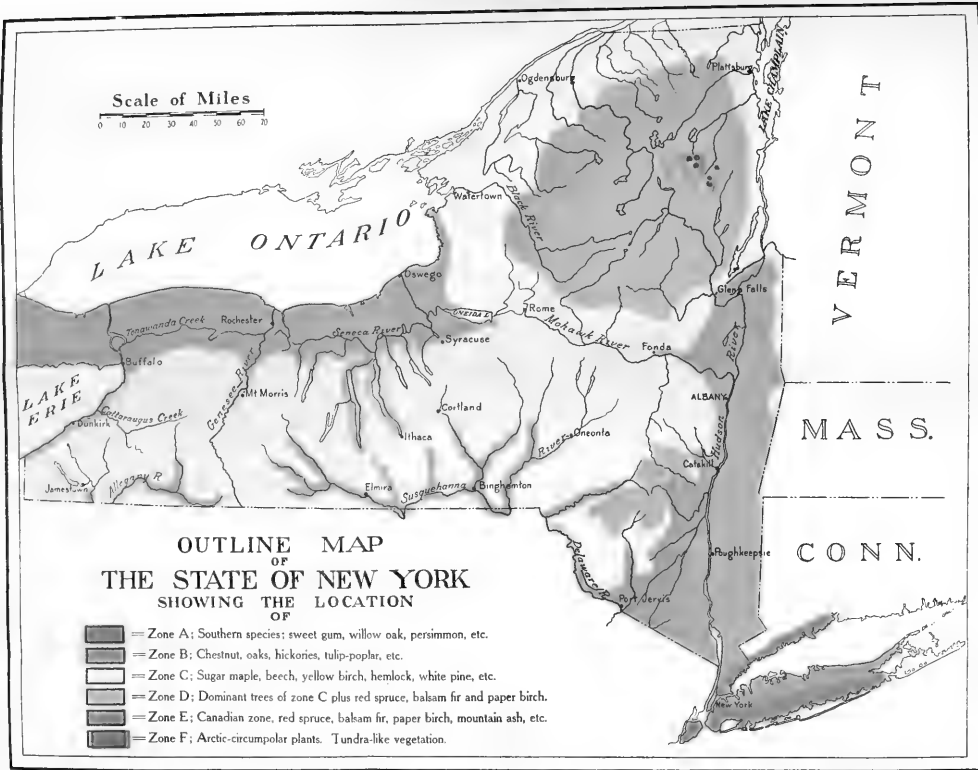 Scale of Miles
0 10 20 30 40 50 60 70
Ogdensburg
Plattsburg
LAKE CHAMPLAIN
VERMONT
Watertown
Black River
LAKE ONTARIO
Oswego
Glens Falls
Tonawanda Creek
Rochester
Seneca River
ONEIDA L.
Rome
Mohawk River
Syracuse
Fonda
River
Buffalo
LAKE ERIE
Mt Morris
Cortland
ALBANY
Hudson
MASS.
Dunkirk
Cattaraugus Creek
Ithaca
River
Oneonta
Catskill
Jamestown
Allegany R.
Elmira
Susquehanna
Binghamton
Delaware R.
Port Jervis
Poughkeepsie
CONN.
OUTLINE MAP
OF
THE STATE OF NEW YORK
SHOWING THE LOCATION
OF
= Zone A; Southern species; sweet gum, willow oak, persimmon, etc.
= Zone B; Chestnut, oaks, hickories, tulip-poplar, etc.
= Zone C; Sugar maple, beech, yellow birch, hemlock, white pine, etc.
= Zone D; Dominant trees of zone C plus red spruce, balsam fir and paper birch.
= Zone E; Canadian zone, red spruce, balsam fir, paper birch, mountain ash, etc.
= Zone F; Arctic-circumpolar plants. Tundra-like vegetation.
New York